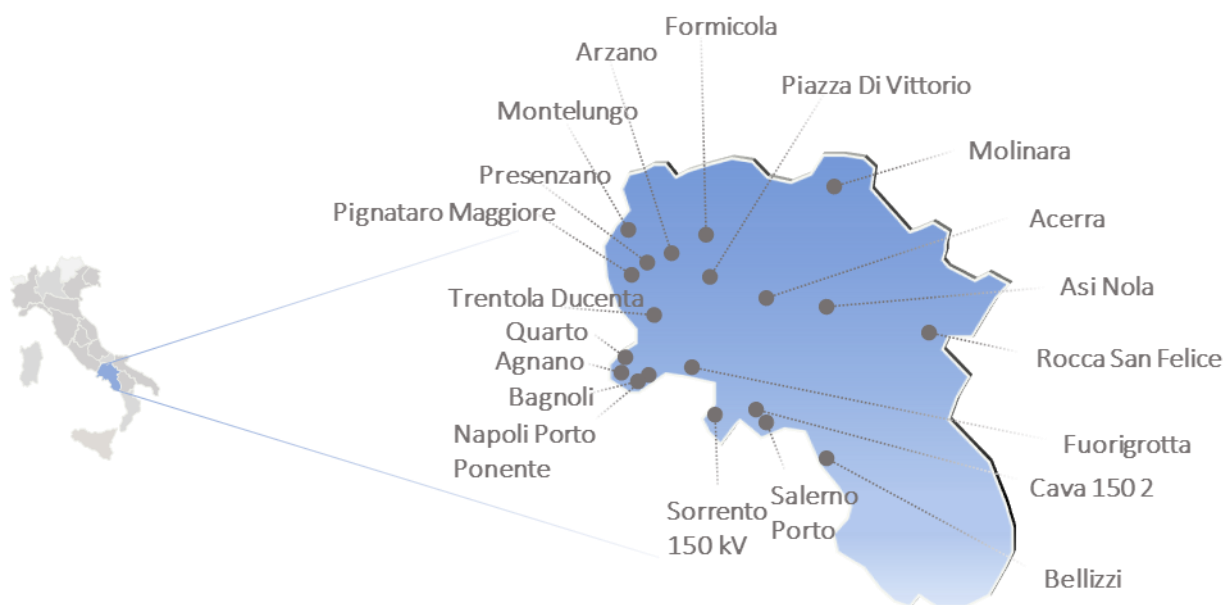 Formicola
Arzano
Piazza Di Vittorio
Montelungo
Molinara
Presenzano
Pignataro Maggiore
Acerra
Trentola Ducenta
Asi Nola
Quarto
Rocca San Felice
Agnano
Bagnoli
Napoli Porto
Ponente
Fuorigrotta
Cava 150 2
Salerno
Porto
Sorrento
150 kV
Bellizzi